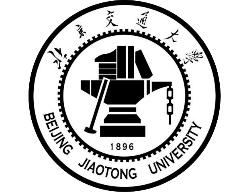 北京交通大学
1896
BEIJING JIAOTONG UNIVERSITY